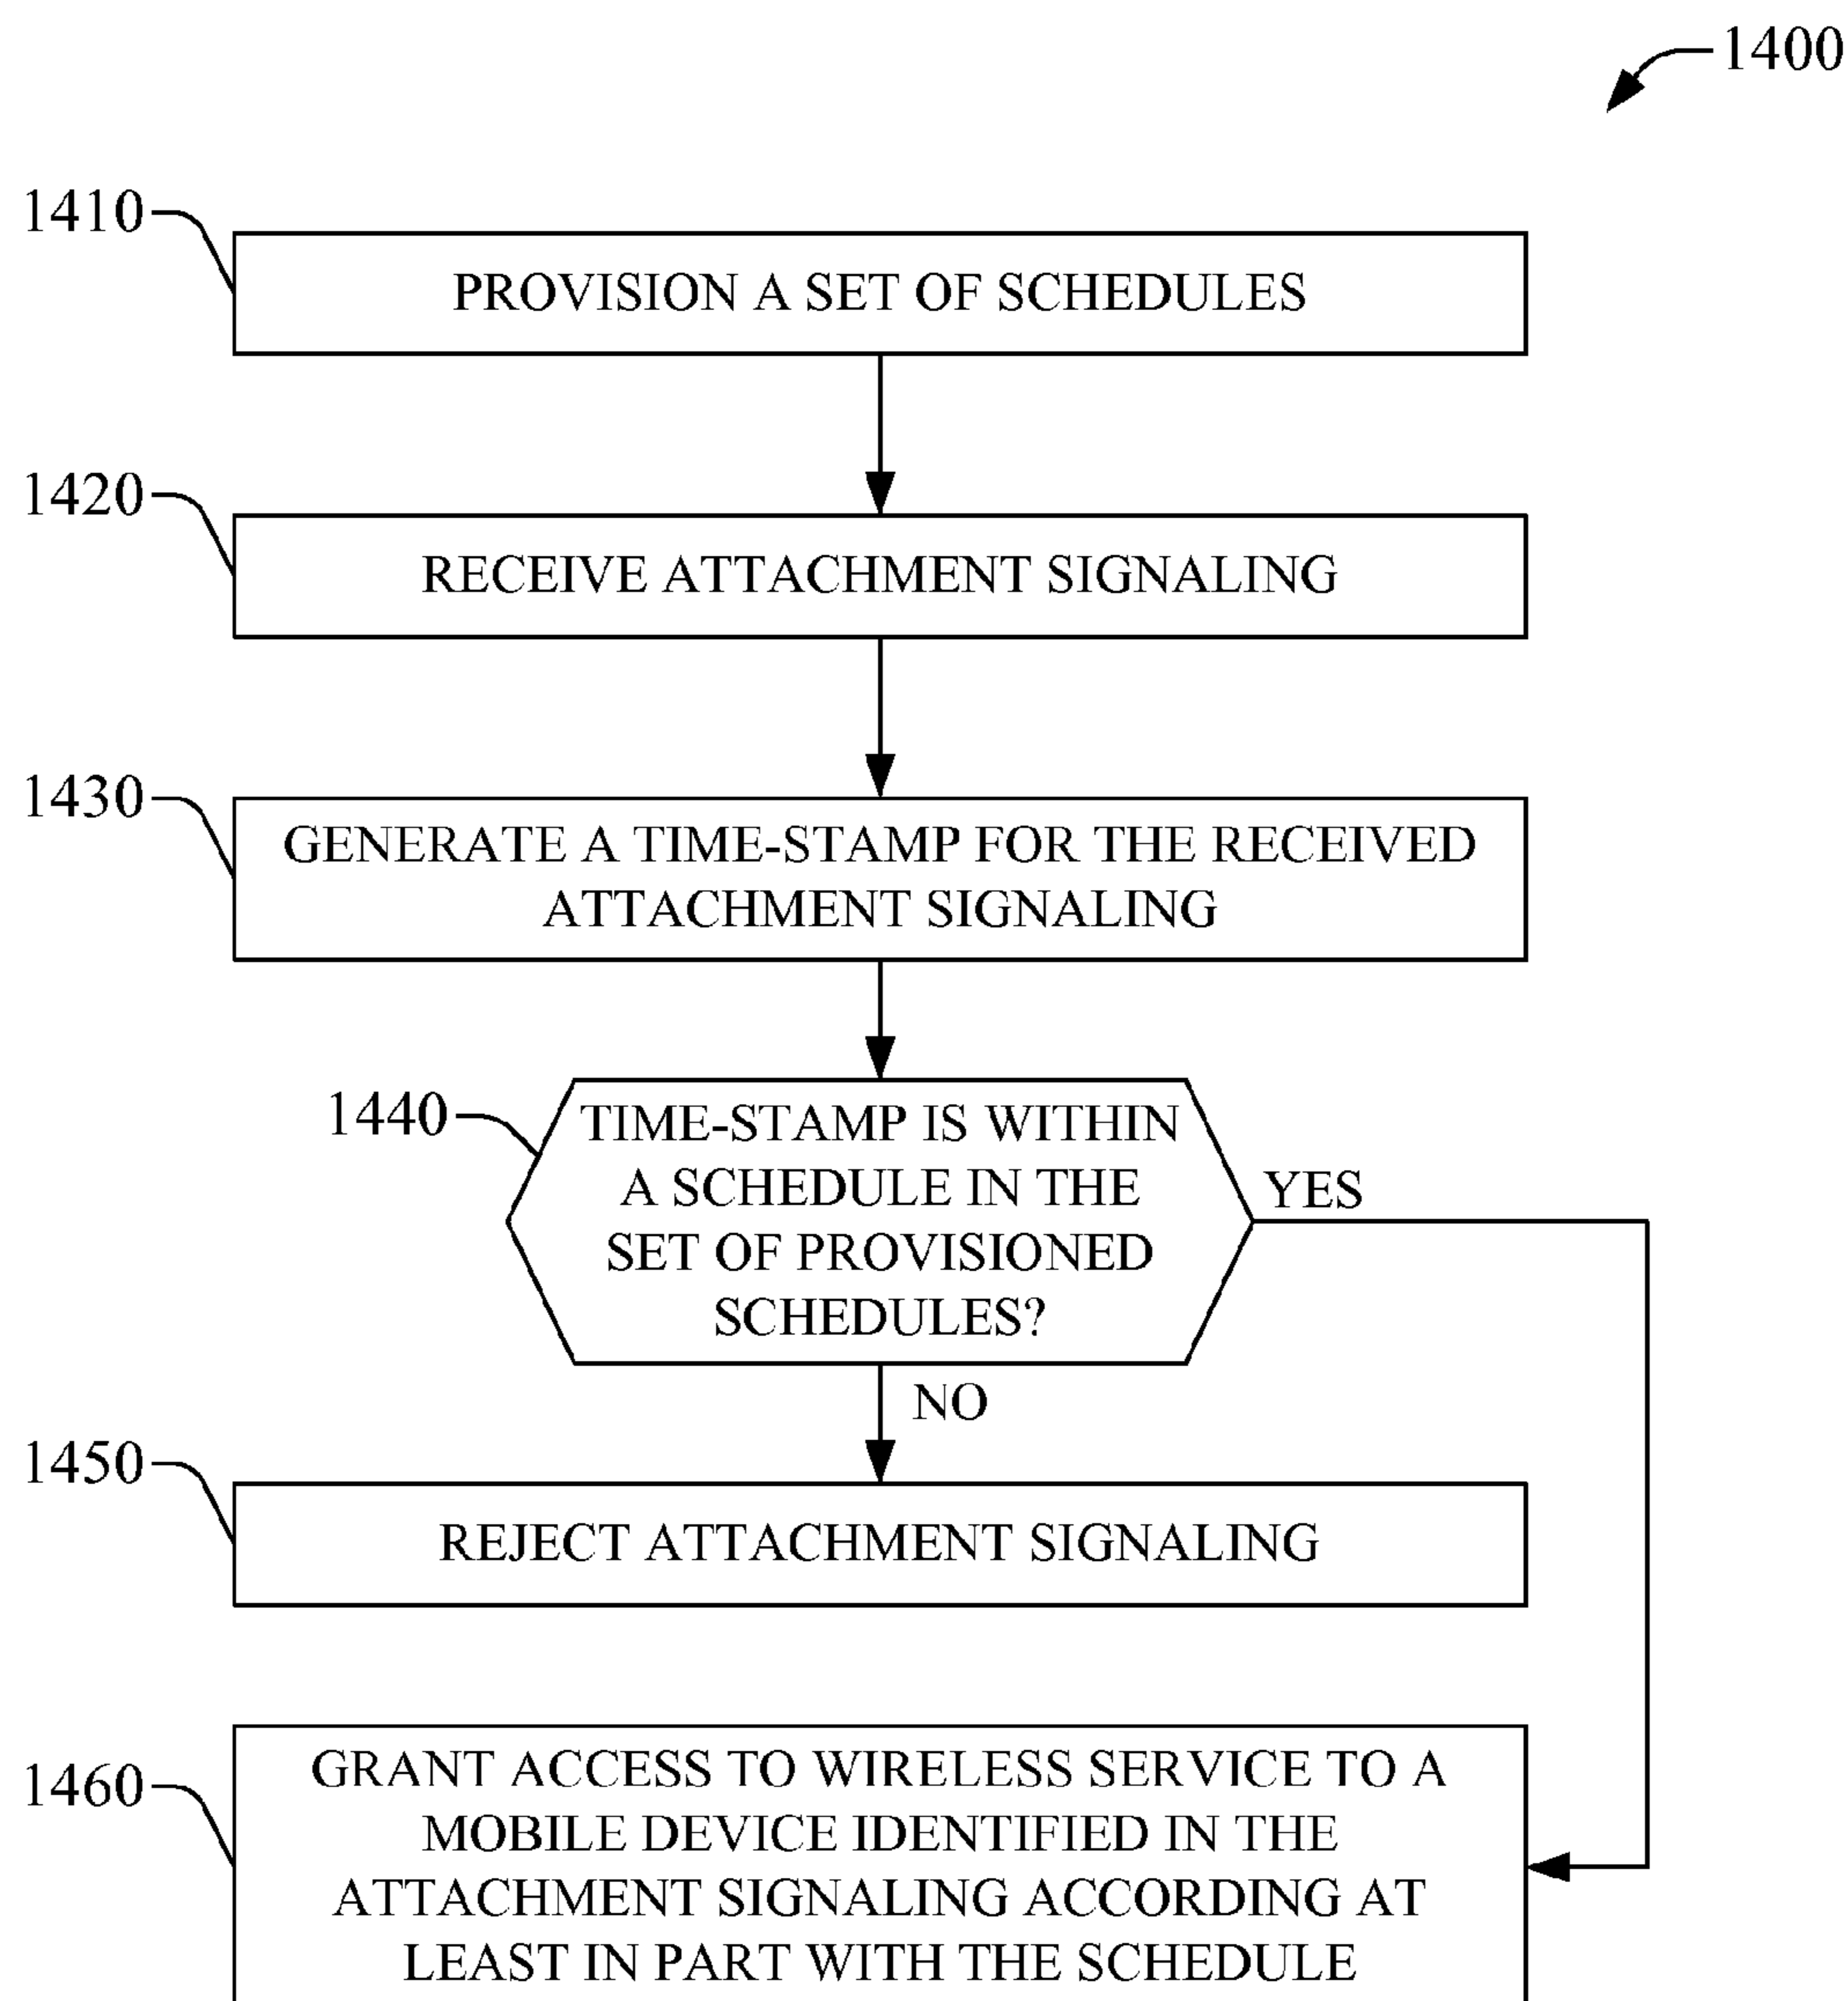 1400
1410
PROVISION A SET OF SCHEDULES
1420
RECEIVE ATTACHMENT SIGNALING
1430
GENERATE A TIME-STAMP FOR THE RECEIVED
ATTACHMENT SIGNALING
1440
TIME-STAMP IS WITHIN
A SCHEDULE IN THE
SET OF PROVISIONED
SCHEDULES?
YES
NO
1450
REJECT ATTACHMENT SIGNALING
1460
GRANT ACCESS TO WIRELESS SERVICE TO A
MOBILE DEVICE IDENTIFIED IN THE
ATTACHMENT SIGNALING ACCORDING AT
LEAST IN PART WITH THE SCHEDULE